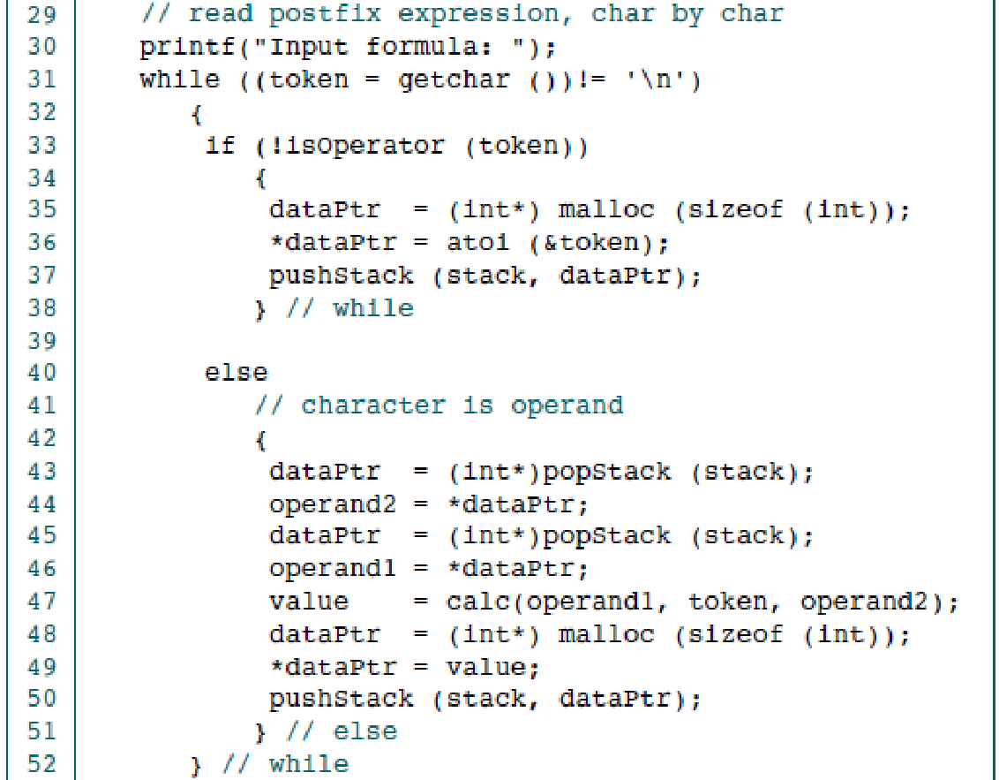 29 // read postfix expression, char by char
30 printf("Input formula: ");
31 while ((token = getchar ())!= '\n')
32 {
33 if (!isOperator (token))
34 {
35 dataPtr = (int*) malloc (sizeof (int));
36 *dataPtr = atoi (&token);
37 pushStack (stack, dataPtr);
38 } // while
39
40 else
41 // character is operand
42 {
43 dataPtr = (int*)popStack (stack);
44 operand2 = *dataPtr;
45 dataPtr = (int*)popStack (stack);
46 operand1 = *dataPtr;
47 value = calc(operand1, token, operand2);
48 dataPtr = (int*) malloc (sizeof (int));
49 *dataPtr = value;
50 pushStack (stack, dataPtr);
51 } // else
52 } // while